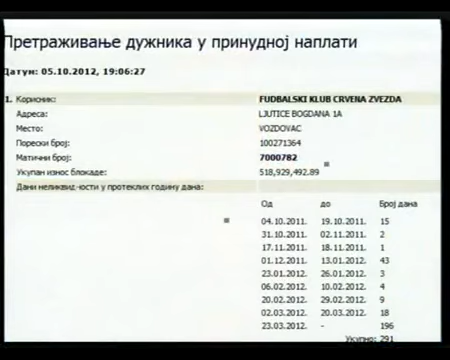 Претраживање дужника у принудној наплати
Датун: 05.10.2012, 19:06:27
1. Корисник: FUDBALSKI KLUB CRVENA ZVEZDA
Адреса: LJUTICE BOGDANA 1A
Место: VOZDOVAC
Порески број: 100271364
Матични број: 7000782
Укупан износ блокаде: 518,929,492.89
Дани неликвид-юсти у протеклих годину дана:
Од до Број дана
04.10.2011. 19.10.2011. 15
31.10.2011. 02.11.2011. 2
17.11.2011. 18.11.2011. 1
01.12.2011. 13.01.2012. 43
23.01.2012. 26.01.2012. 3
06.02.2012. 10.02.2012. 4
20.02.2012. 29.02.2012. 9
02.03.2012. 20.03.2012. 18
23.03.2012. - 196
Укупно: 291